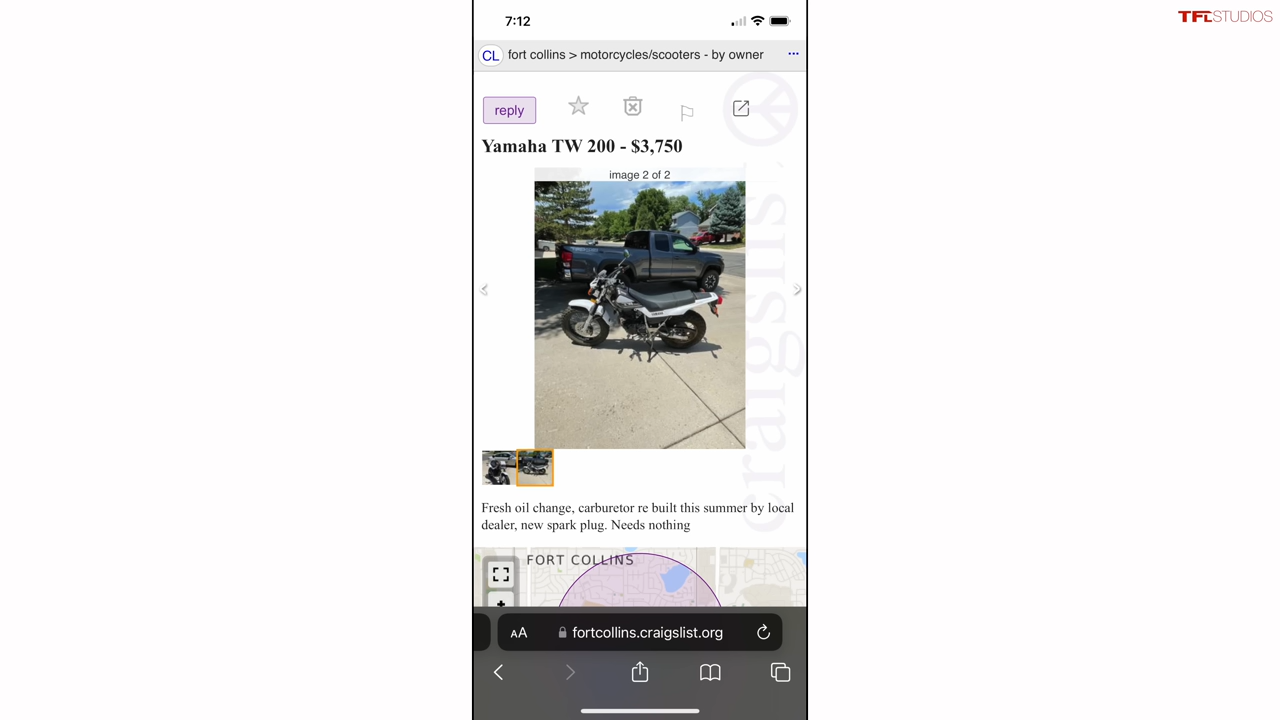 7:12
TFLSTUDIOS
CL fort collins > motorcycles/scooters - by owner ...
reply
Yamaha TW 200 - $3,750
image 2 of 2
craigslist
Fresh oil change, carburetor re built this summer by local
dealer, new spark plug. Needs nothing
FORT COLLINS
+
AA fortcollins.craigslist.org